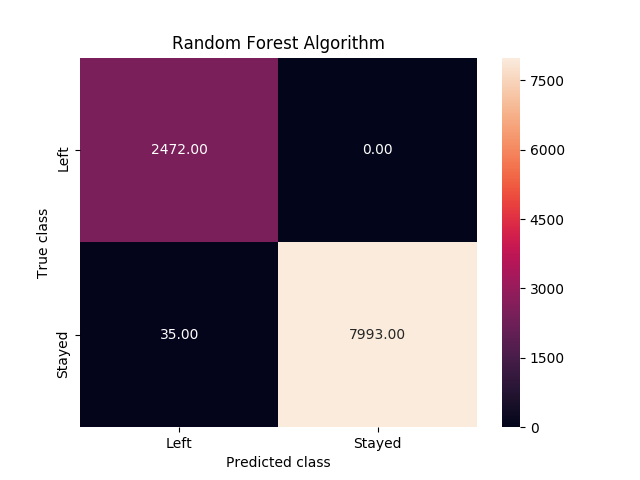 Random Forest Algorithm
True class
Left
Stayed
2472.00
0.00
35.00
7993.00
Left
Stayed
Predicted class
7500
6000
4500
3000
1500
0